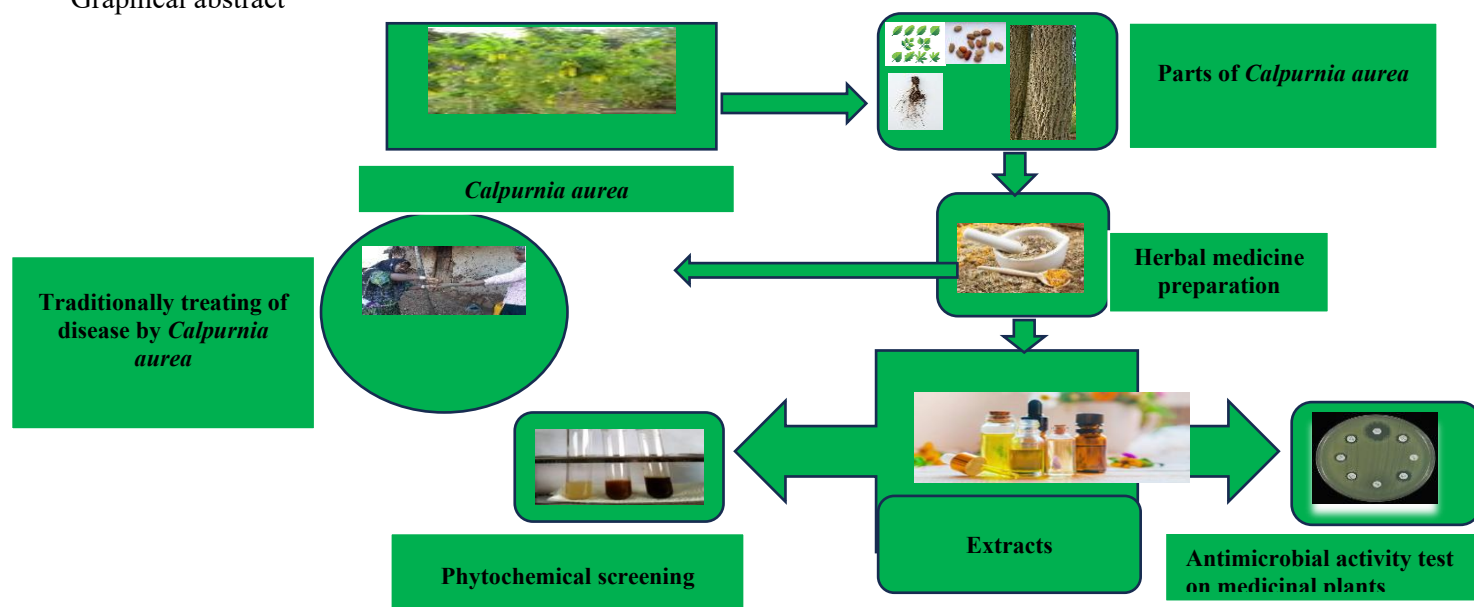 Graphical abstract
Parts of Calpurnia aurea
Calpurnia aurea
Herbal medicine
preparation
Traditionally treating of
disease by Calpurnia
aurea
Extracts
Phytochemical screening
Antimicrobial activity test
on medicinal plants